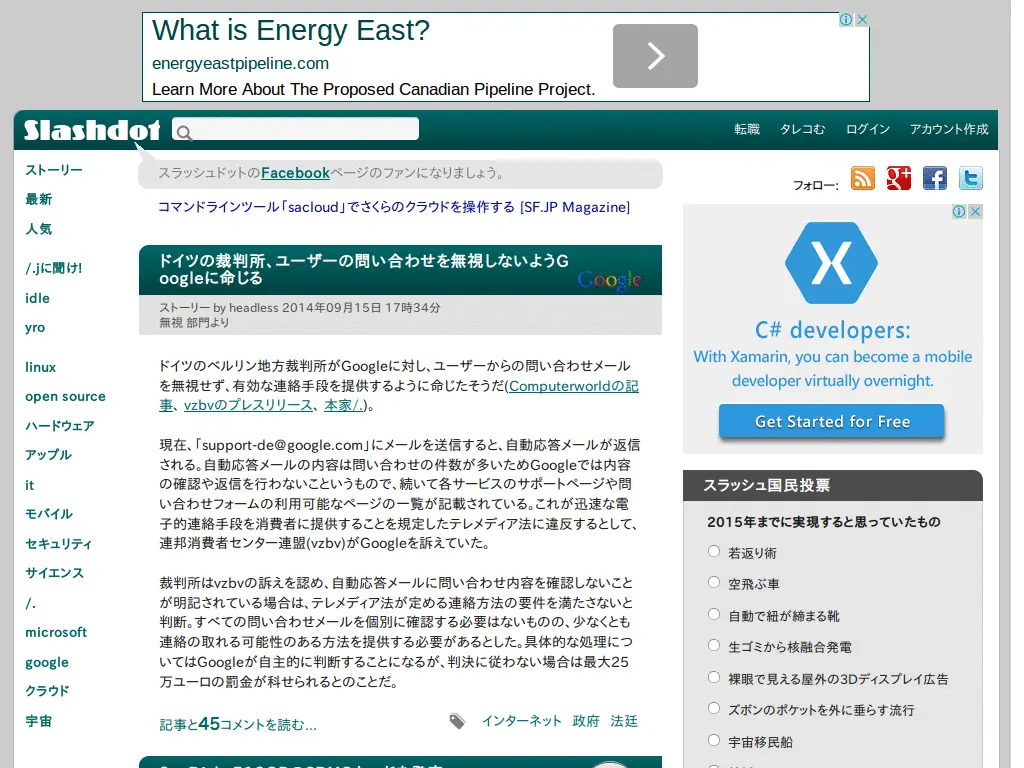 What is Energy East?
energyeastpipeline.com
Learn More About The Proposed Canadian Pipeline Project.
Slashdot
転職 タレコむ ログイン アカウント作成
ストーリー
最新
人気
/.jに聞け!
idle
yro
linux
open source
ハードウェア
アップル
it
モバイル
セキュリティ
サイエンス
/.
microsoft
google
クラウド
宇宙
スラッシュドットのFacebookページのファンになりましょう。
コマンドラインツール「sacloud」でさくらのクラウドを操作する [SF.JP Magazine]
ドイツの裁判所、ユーザーの問い合わせを無視しないようG
oogleに命じる
Google
ストーリー by headless 2014年09月15日 17時34分
無視 部門より
ドイツのベルリン地方裁判所がGoogleに対し、ユーザーからの問い合わせメール
を無視せず、有効な連絡手段を提供するように命じたそうだ(Computerworldの記
事、 vzbvのプレスリリース、 本家/.)。
現在、「support-de@google.com」にメールを送信すると、自動応答メールが返信
される。自動応答メールの内容は問い合わせの件数が多いためGoogleでは内容
の確認や返信を行わないこというもので、続いて各サービスのサポートページや問
い合わせフォームの利用可能なページの一覧が記載されている。これが迅速な電
子的連絡手段を消費者に提供することを規定したテレメディア法に違反するとして、
連邦消費者センター連盟(vzbv)がGoogleを訴えていた。
裁判所はvzbvの訴えを認め、自動応答メールに問い合わせ内容を確認しないこと
が明記されている場合は、テレメディア法が定める連絡方法の要件を満たさないと
判断。すべての問い合わせメールを個別に確認する必要はないものの、少なくとも
連絡の取れる可能性のある方法を提供する必要があるとした。具体的な処理につ
いてはGoogleが自主的に判断することになるが、判決に従わない場合は最大25
万ユーロの罰金が科せられるとのことだ。
記事と45コメントを読む... インターネット 政府 法廷
フォロー:
C# developers:
With Xamarin, you can become a mobile
developer virtually overnight.
Get Started for Free
スラッシュ国民投票
2015年までに実現すると思っていたもの
若返り術
空飛ぶ車
自動で紐が締まる靴
生ゴミから核融合発電
裸眼で見える屋外の3Dディスプレイ広告
ズボンのポケットを外に垂らす流行
宇宙移民船